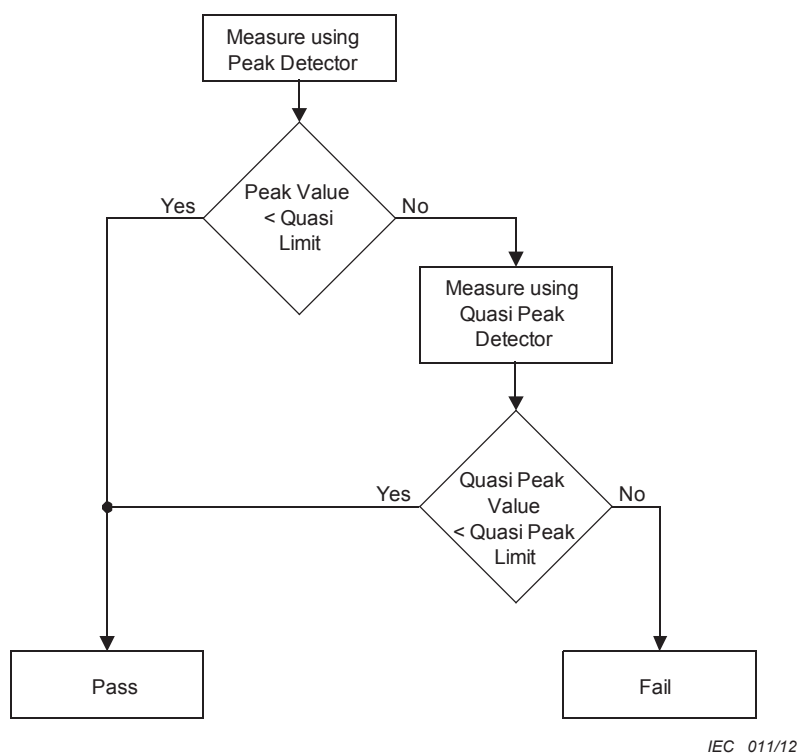 Measure using
Peak Detector
Peak Value
< Quasi
Limit
Yes
No
Measure using
Quasi Peak
Detector
Quasi Peak
Value
< Quasi Peak
Limit
Yes
No
Pass
Fail
IEC 011/12